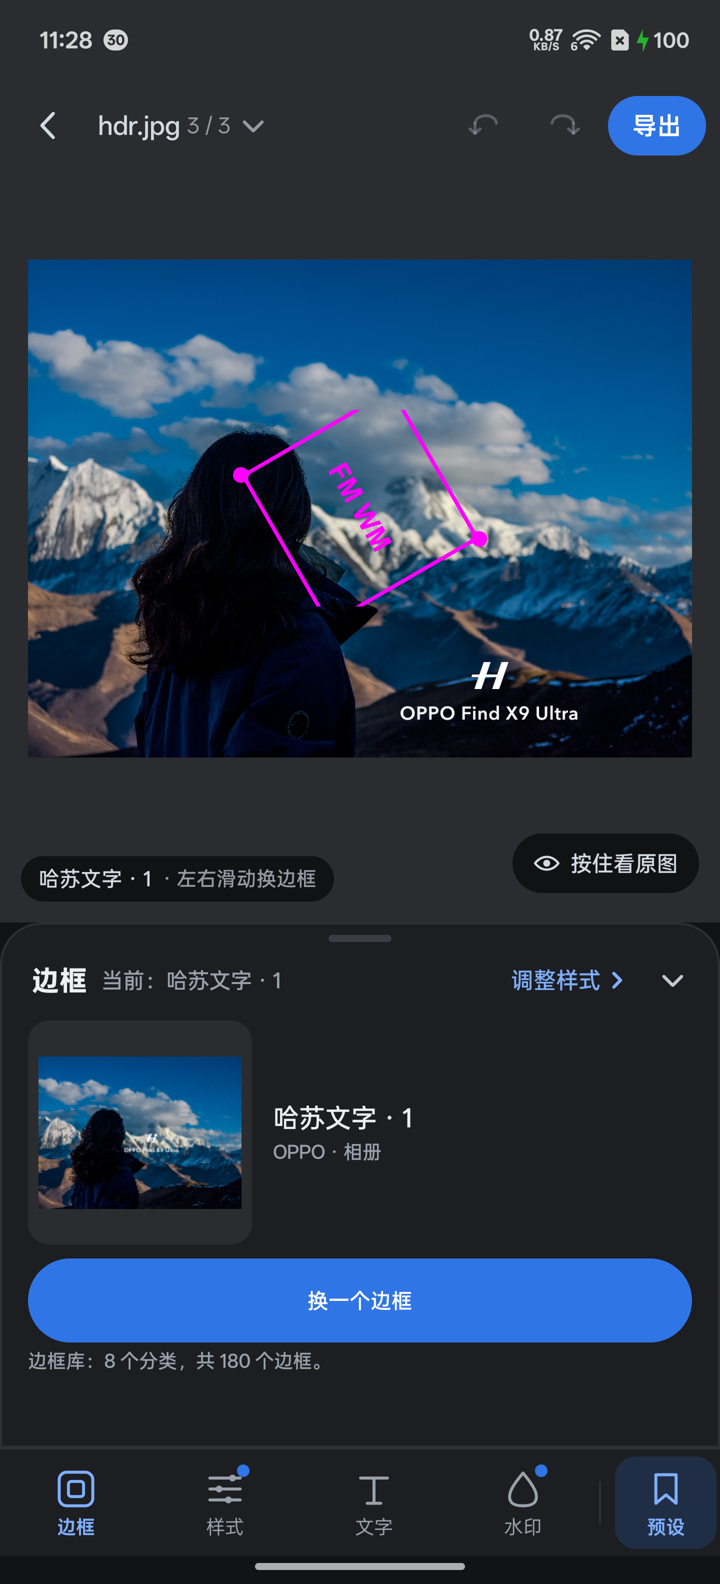 11:28 30 0.87 KB/S 6 100
hdr.jpg 3 / 3 导出
FM WM
H
OPPO Find X9 Ultra
哈苏文字 · 1 · 左右滑动换边框
按住看原图
边框 当前：哈苏文字 · 1 调整样式
哈苏文字 · 1
OPPO · 相册
换一个边框
边框库：8 个分类，共 180 个边框。
边框 样式 文字 水印 预设